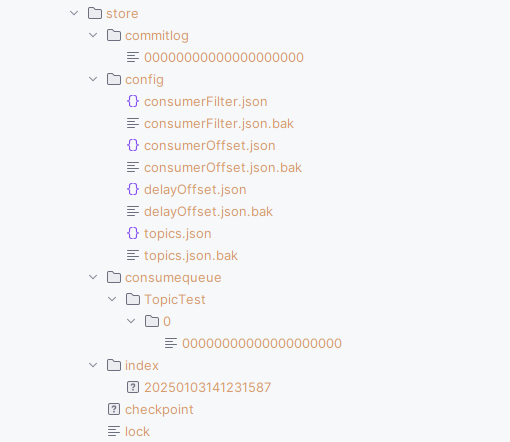 store
commitlog
00000000000000000000
config
consumerFilter.json
consumerFilter.json.bak
consumerOffset.json
consumerOffset.json.bak
delayOffset.json
delayOffset.json.bak
topics.json
topics.json.bak
consumequeue
TopicTest
0
00000000000000000000
index
20250103141231587
checkpoint
lock